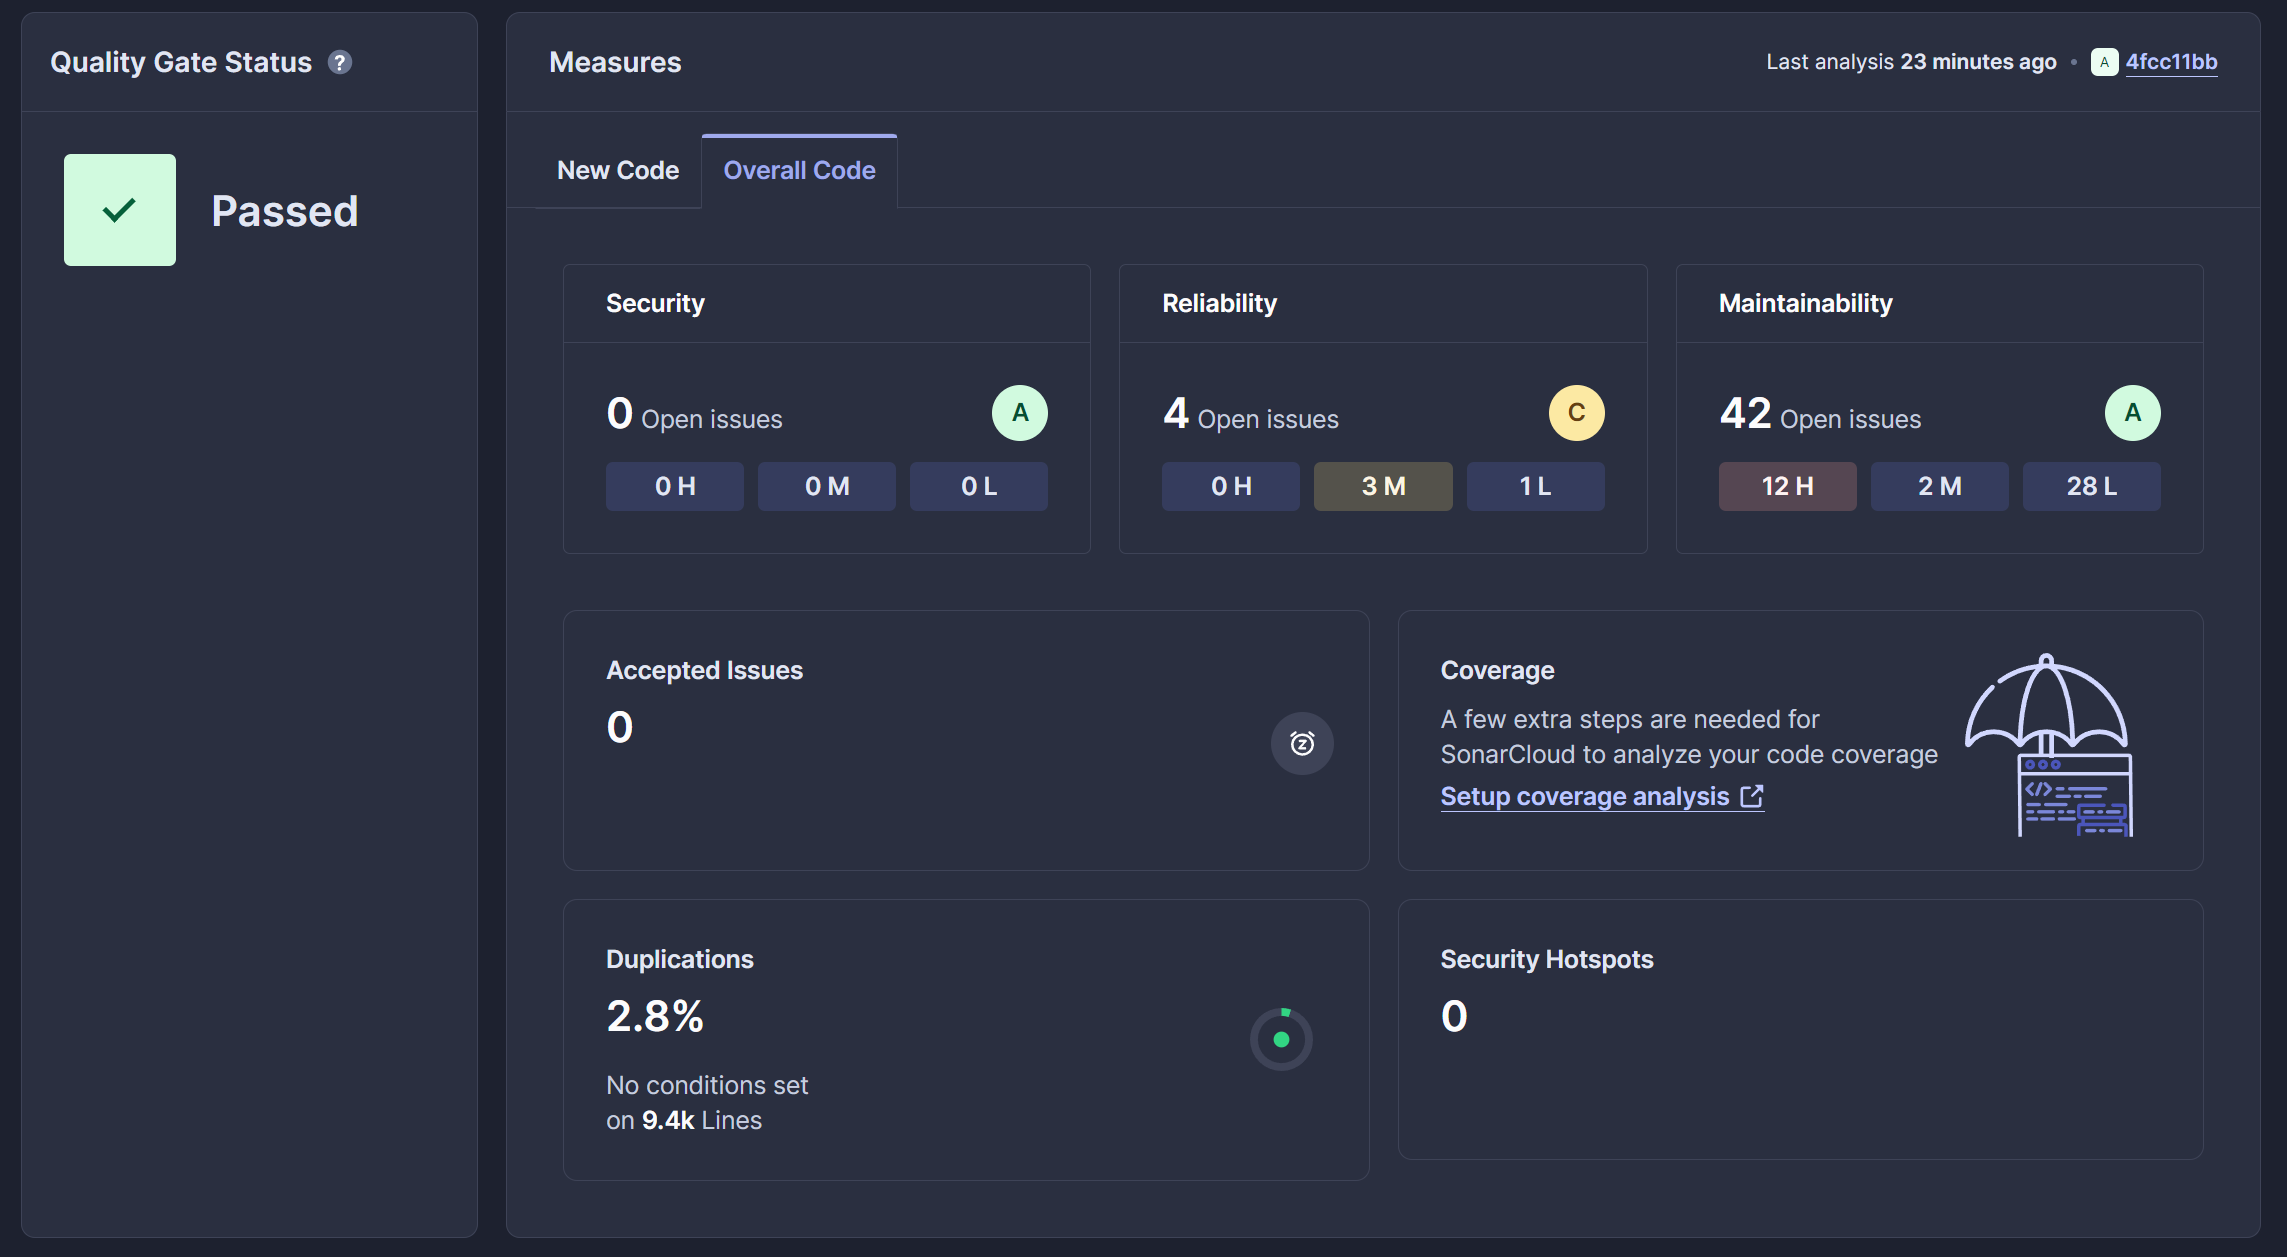 Quality Gate Status ?
Passed
Measures
Last analysis 23 minutes ago • A 4fcc11bb
New Code
Overall Code
Security
0 Open issues
A
0 H
0 M
0 L
Reliability
4 Open issues
C
0 H
3 M
1 L
Maintainability
42 Open issues
A
12 H
2 M
28 L
Accepted Issues
0
Coverage
A few extra steps are needed for
SonarCloud to analyze your code coverage
Setup coverage analysis
Duplications
2.8%
No conditions set
on 9.4k Lines
Security Hotspots
0